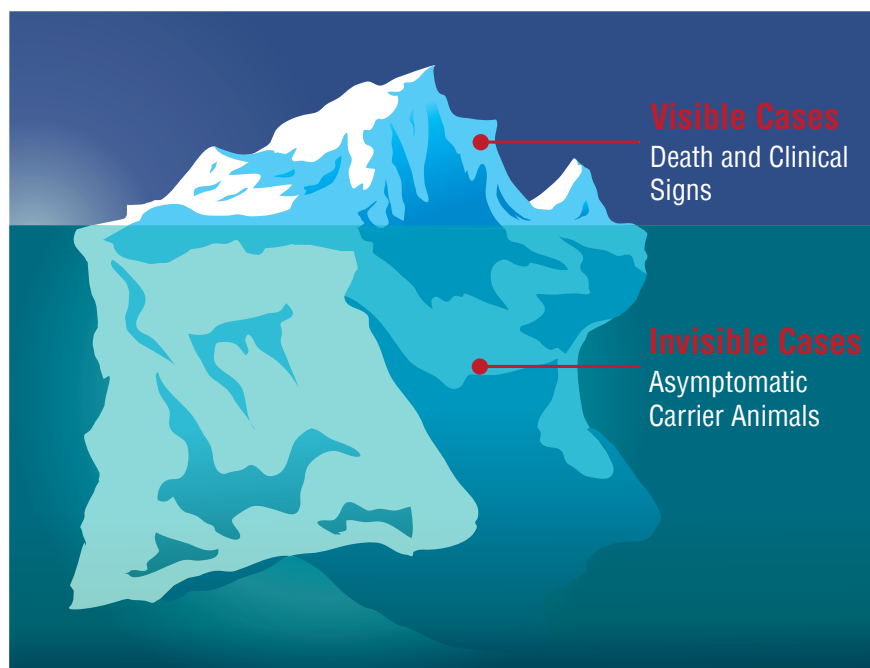 Visible Cases
Death and Clinical
Signs
Invisible Cases
Asymptomatic
Carrier Animals